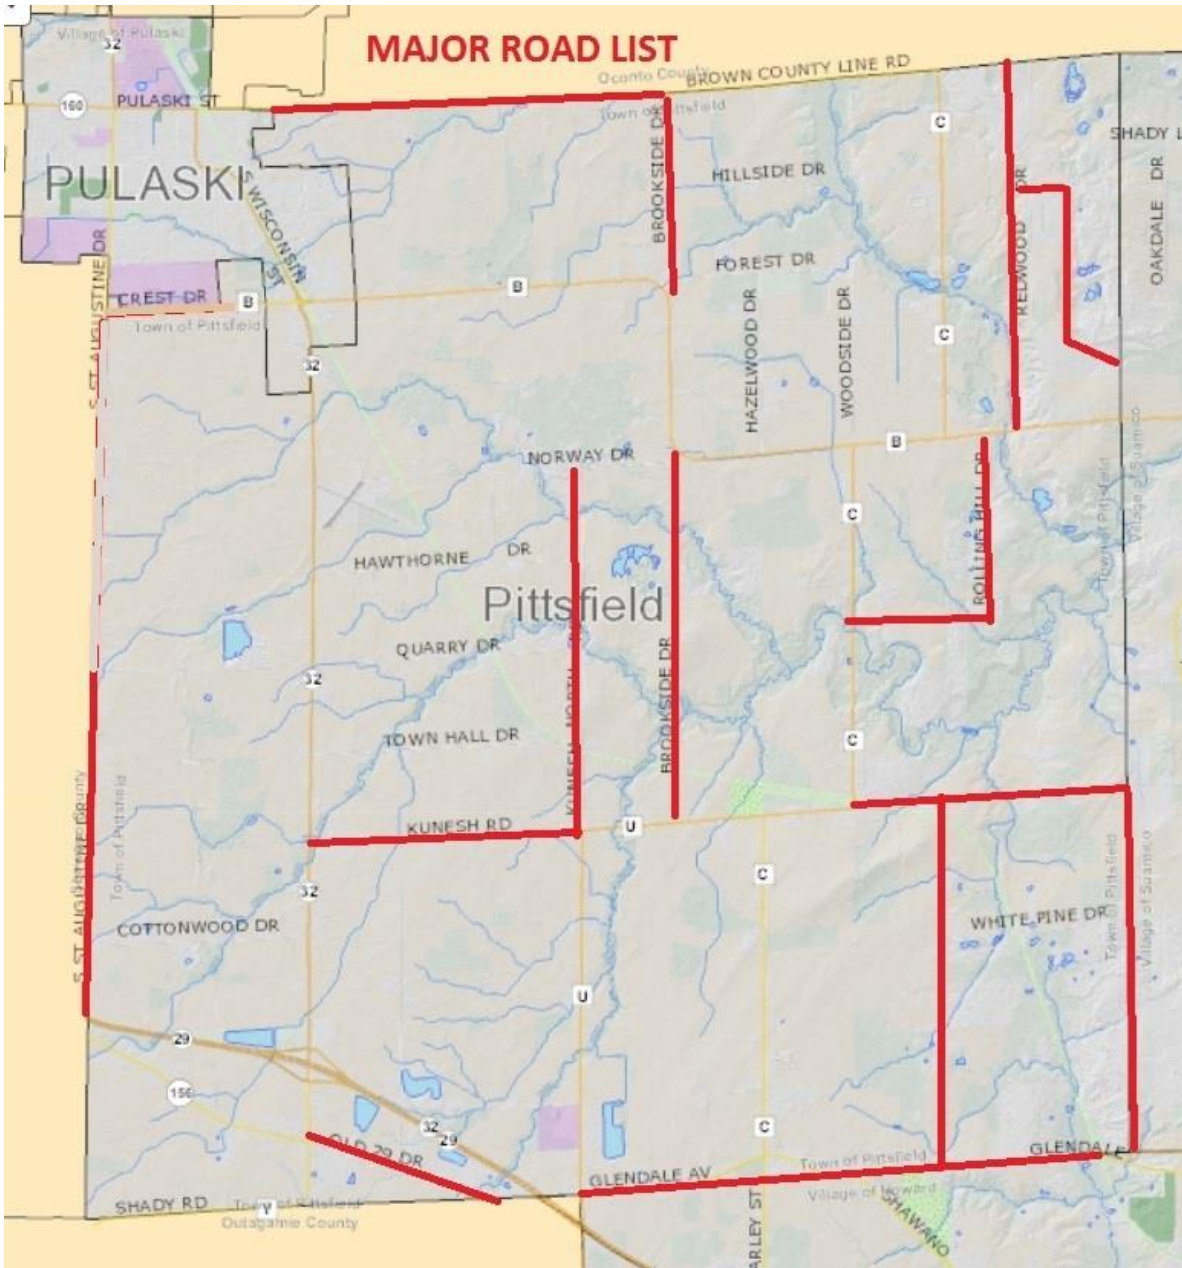 Village of Pulaski
32
MAJOR ROAD LIST
Oconto County
BROWN COUNTY LINE RD
160
PULASKI ST
Town of Pittsfield
C
SHADY L
PULASKI
S WISCONSIN ST
BROOKSIDE DR
HILLSIDE DR
REDWOOD DR
OAKDALE DR
S ST AUGUSTINE DR
CREST DR
B
B
FOREST DR
Town of Pittsfield
HAZELWOOD DR
WOODSIDE DR
C
32
NORWAY DR
B
Town of Pittsfield
Village of Suamico
C
ROLLING HILL DR
HAWTHORNE DR
Pittsfield
QUARRY DR
32
TOWN HALL DR
BROOKSIDE DR
C
Town of Pittsfield
KUNESH RD
U
32
C
Town of Pittsfield
Village of Suamico
COTTONWOOD DR
WHITE PINE DR
U
29
156
32
29
C
OLD 29 DR
GLENDALE AV
Town of Pittsfield
Village of Howard
GLENDALE
SHADY RD
Y
Town of Pittsfield
Outagamie County
ARLEY ST
SHAWANO